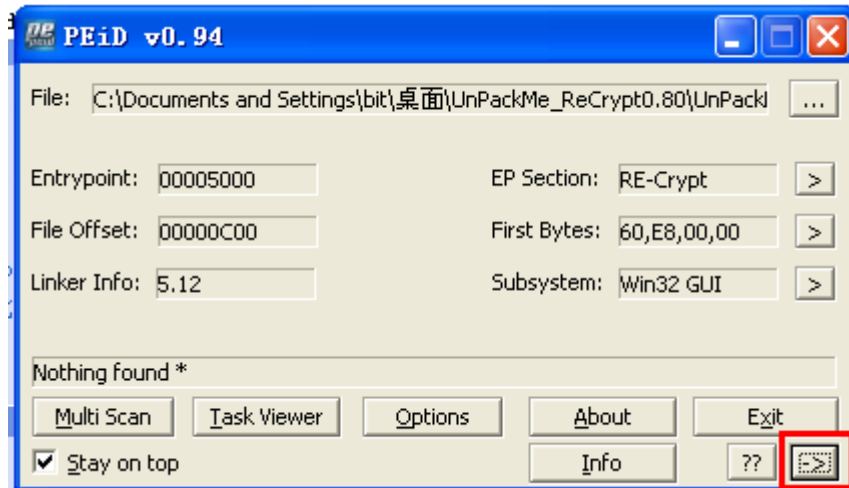 PEiD v0.94
File: C:\Documents and Settings\bit\桌面\UnPackMe_ReCrypt0.80\UnPackl ...
Entrypoint: 00005000 EP Section: RE-Crypt >
File Offset: 00000C00 First Bytes: 60,E8,00,00 >
Linker Info: 5.12 Subsystem: Win32 GUI >
Nothing found *
Multi Scan Task Viewer Options About Exit
Stay on top Info ?? ->